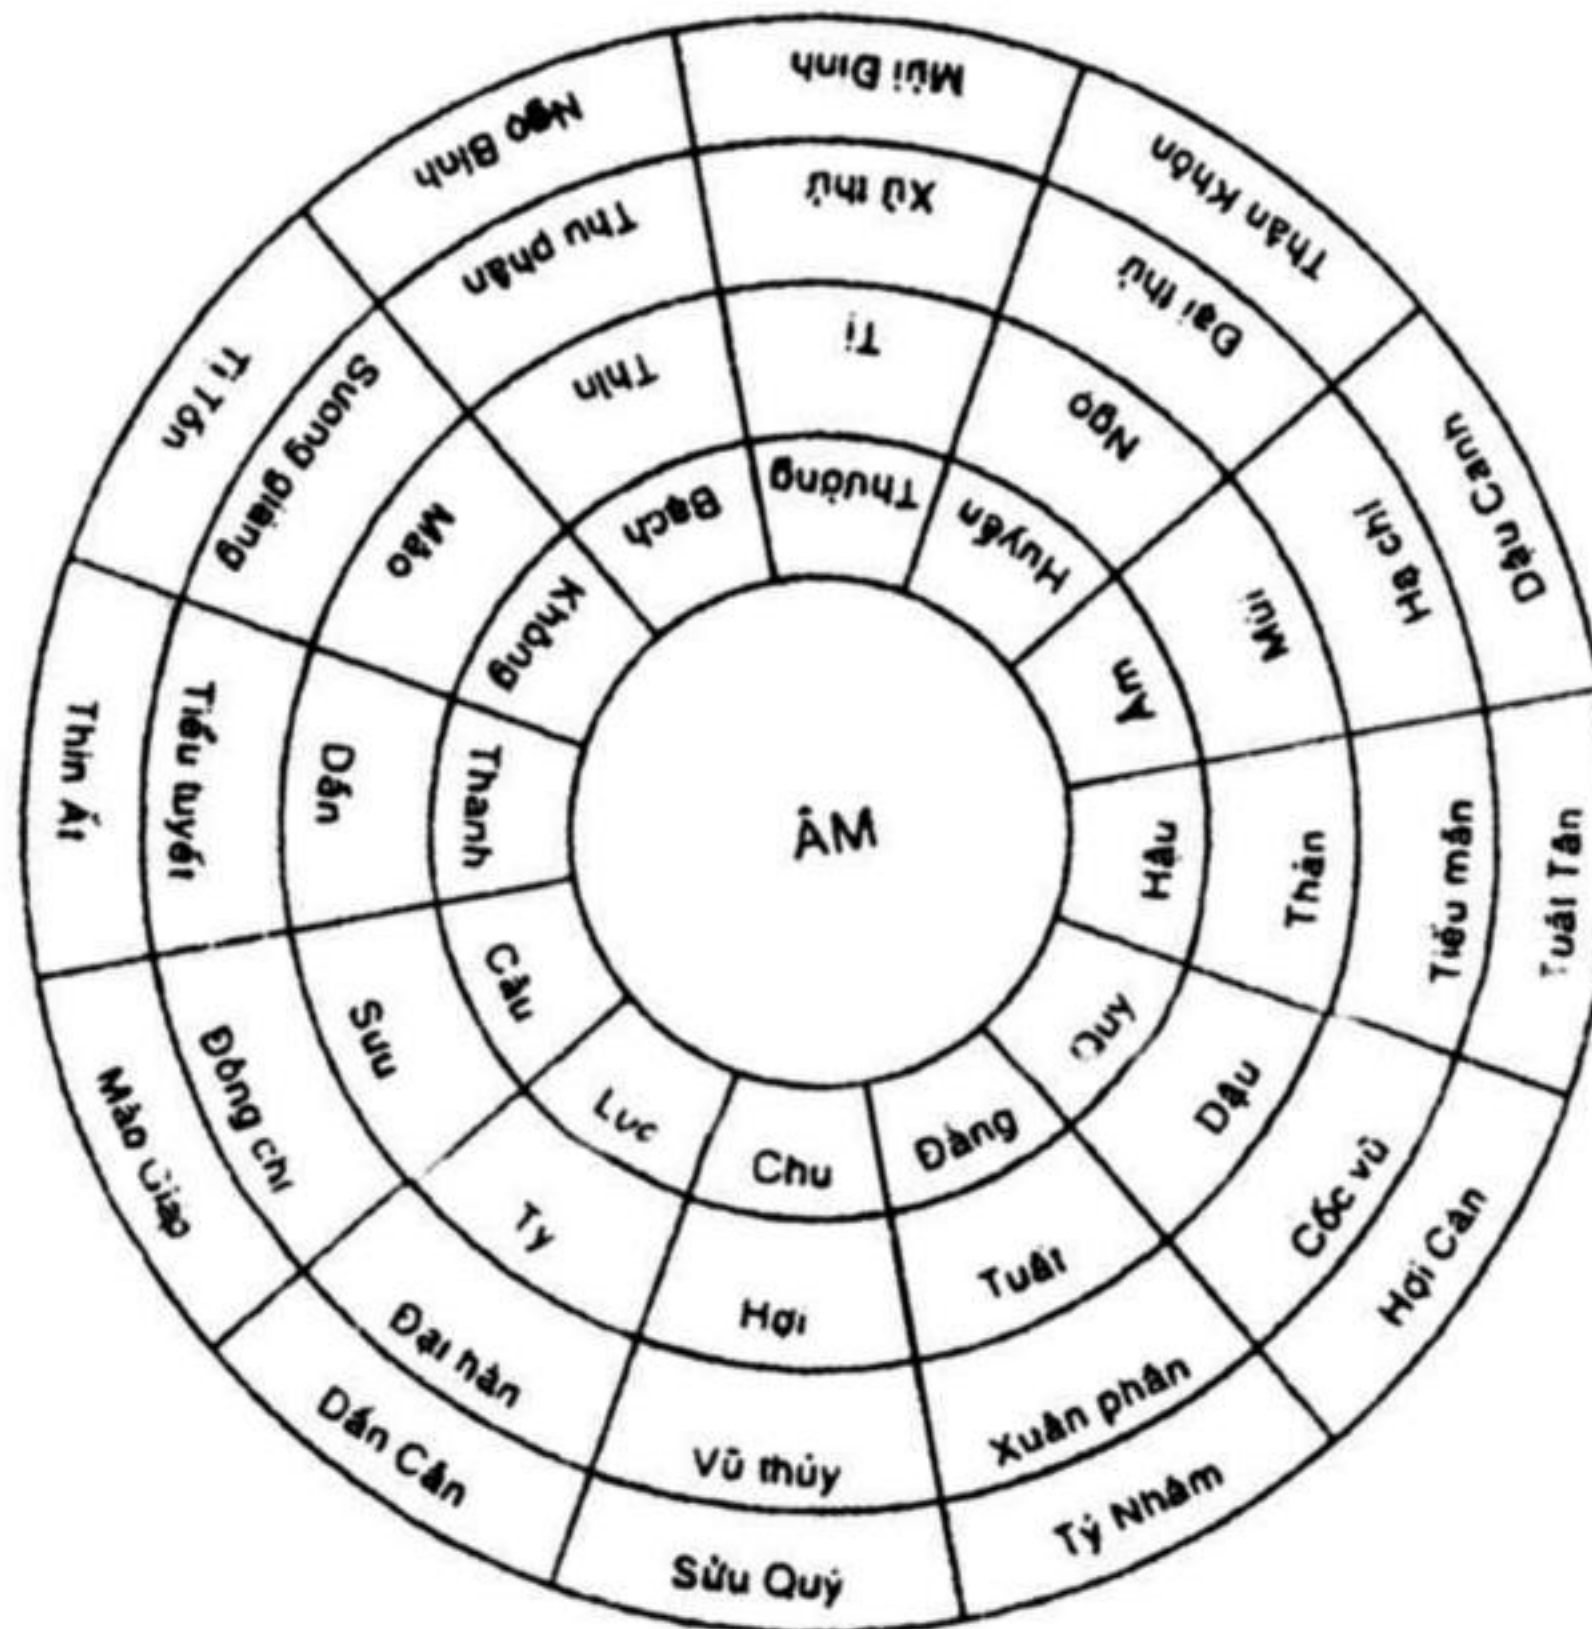 Mùi Đinh
Thân Khôn
Dậu Canh
Tuất Tân
Hợi Càn
Tý Nhâm
Sửu Quý
Dần Cấn
Mão Giáp
Thìn Ất
Tị Tốn
Ngọ Bính
Xử thử
Đại thử
Hạ chí
Tiểu mãn
Cốc vũ
Xuân phân
Vũ thủy
Đại hàn
Đông chí
Tiểu tuyết
Sương giáng
Thu phân
Tị
Ngọ
Mùi
Thân
Dậu
Tuất
Hợi
Tý
Sửu
Dần
Mão
Thìn
Thường
Huyền
Âm
Hậu
Quý
Đằng
Chu
Lục
Câu
Thanh
Không
Bạch
ÂM